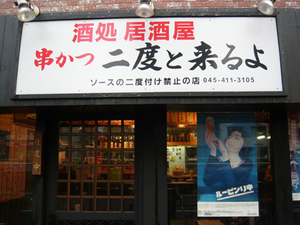 酒処 居酒屋
串かつ 二度と来るよ
ソースの二度付け禁止の店 045-411-3105